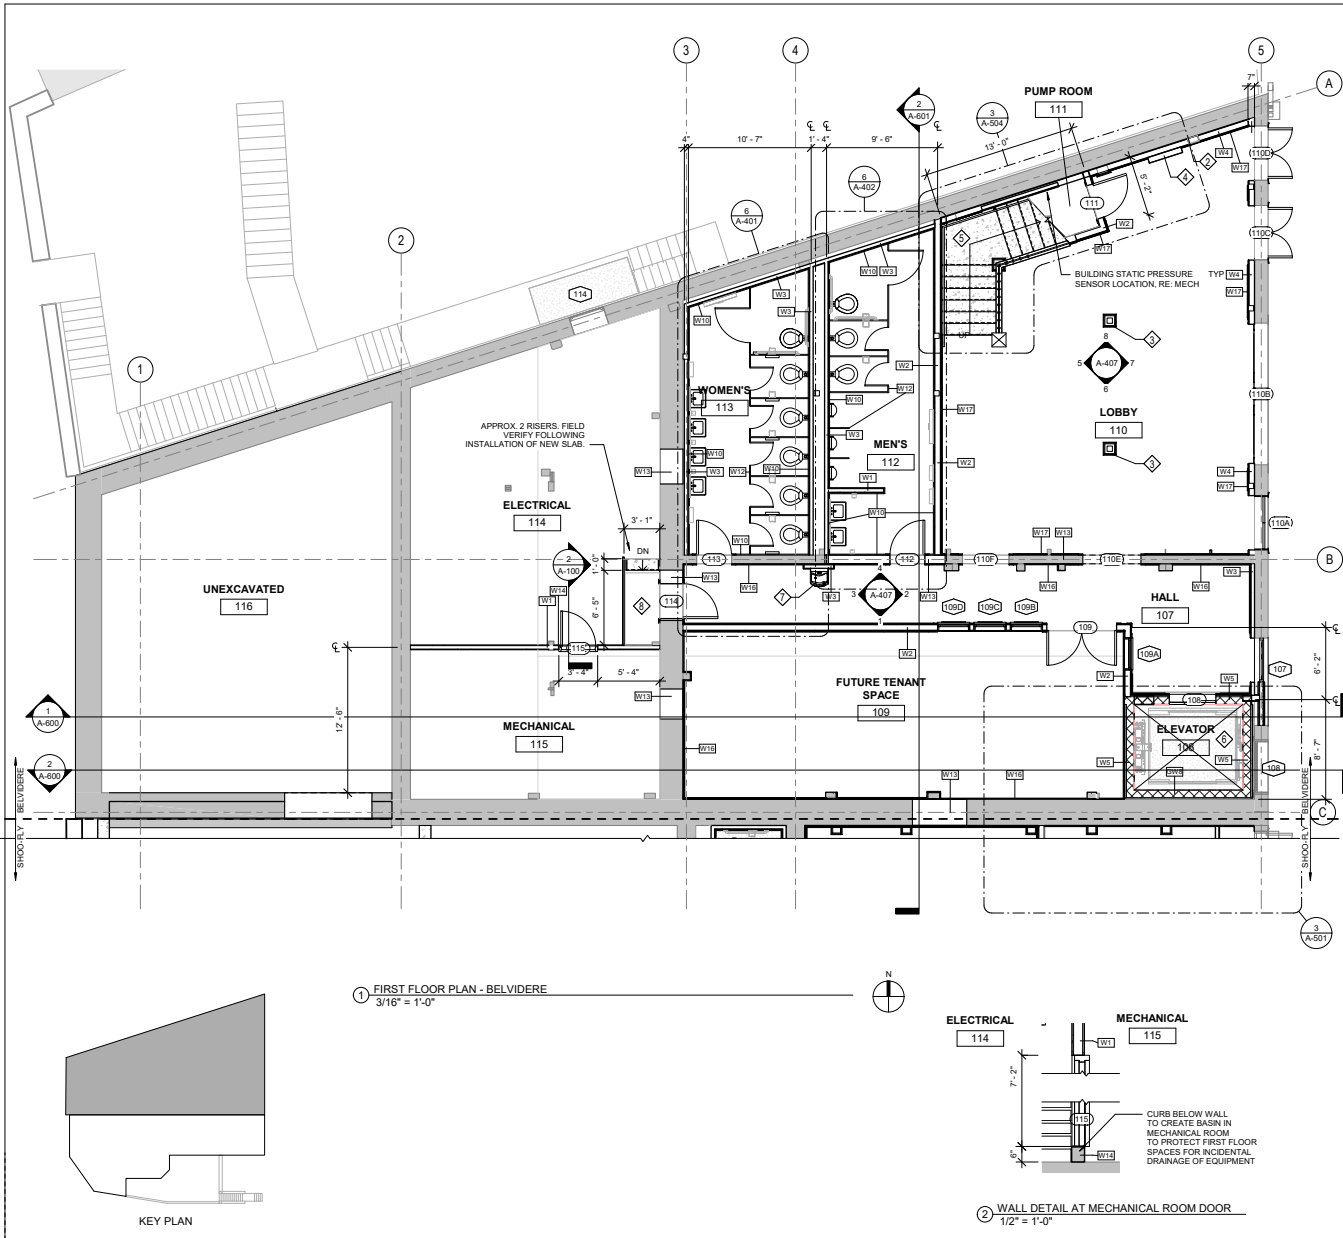 3
4
5
A
7"
PUMP ROOM
111
2
A-601
3
A-504
4"
10' - 7"
1' - 4"
9' - 6"
13' - 0"
W4
W17
110D
2
4
5' - 2"
6
A-402
111
W2
6
A-401
110C
2
5
W17
W10
W3
BUILDING STATIC PRESSURE
SENSOR LOCATION, RE: MECH
TYP
W4
W17
114
W3
W10
W3
UP
8
3
5
A-407
7
6
1
W2
WOMEN'S
113
W12
W10
W17
LOBBY
110
110B
APPROX. 2 RISERS. FIELD
VERIFY FOLLOWING
INSTALLATION OF NEW SLAB.
W3
MEN'S
112
W10
W13
W3
W12
W10
W2
3
W4
W17
W1
ELECTRICAL
114
W10
110A
3' - 1"
W10
W17
W13
DN
113
112
110F
110E
B
2
A-100
1' - 0"
W13
W16
4
W16
W3
W16
UNEXCAVATED
116
W14
W1
6' - 5"
8
114
7
W3
3
A-407
2
1
W13
109D
109C
109B
HALL
107
115
W2
109
109A
6' - 2"
3' - 4"
5' - 4"
W13
FUTURE TENANT
SPACE
109
W2
W5
107
1
A-600
12' - 6"
MECHANICAL
115
108
W16
ELEVATOR
108
6
W5
W5
8' - 7"
2
A-600
W13
W16
GW8
108
SHOO-FLY
BELVIDERE
SHOO-FLY
BELVIDERE
C
3
A-501
1
FIRST FLOOR PLAN - BELVIDERE
3/16" = 1'-0"
N
ELECTRICAL
114
MECHANICAL
115
W1
7' - 2"
115
CURB BELOW WALL
TO CREATE BASIN IN
MECHANICAL ROOM
TO PROTECT FIRST FLOOR
SPACES FOR INCIDENTAL
DRAINAGE OF EQUIPMENT
6"
W14
KEY PLAN
2
WALL DETAIL AT MECHANICAL ROOM DOOR
1/2" = 1'-0"